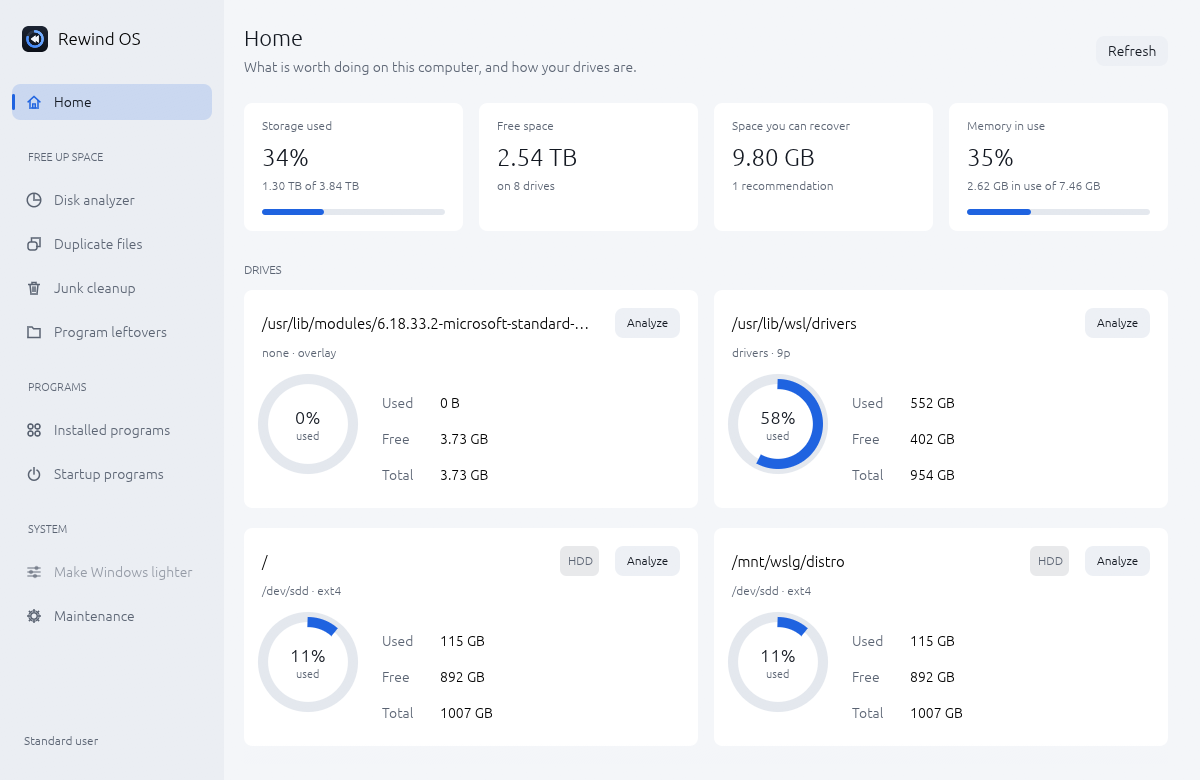 Rewind OS
Home
FREE UP SPACE
Disk analyzer
Duplicate files
Junk cleanup
Program leftovers
PROGRAMS
Installed programs
Startup programs
SYSTEM
Make Windows lighter
Maintenance
Standard user
Home
What is worth doing on this computer, and how your drives are.
Refresh
Storage used
34%
1.30 TB of 3.84 TB
Free space
2.54 TB
on 8 drives
Space you can recover
9.80 GB
1 recommendation
Memory in use
35%
2.62 GB in use of 7.46 GB
DRIVES
/usr/lib/modules/6.18.33.2-microsoft-standard-...
Analyze
none · overlay
0%
used
Used 0 B
Free 3.73 GB
Total 3.73 GB
/usr/lib/wsl/drivers
Analyze
drivers · 9p
58%
used
Used 552 GB
Free 402 GB
Total 954 GB
/
HDD
Analyze
/dev/sdd · ext4
11%
used
Used 115 GB
Free 892 GB
Total 1007 GB
/mnt/wslg/distro
HDD
Analyze
/dev/sdd · ext4
11%
used
Used 115 GB
Free 892 GB
Total 1007 GB